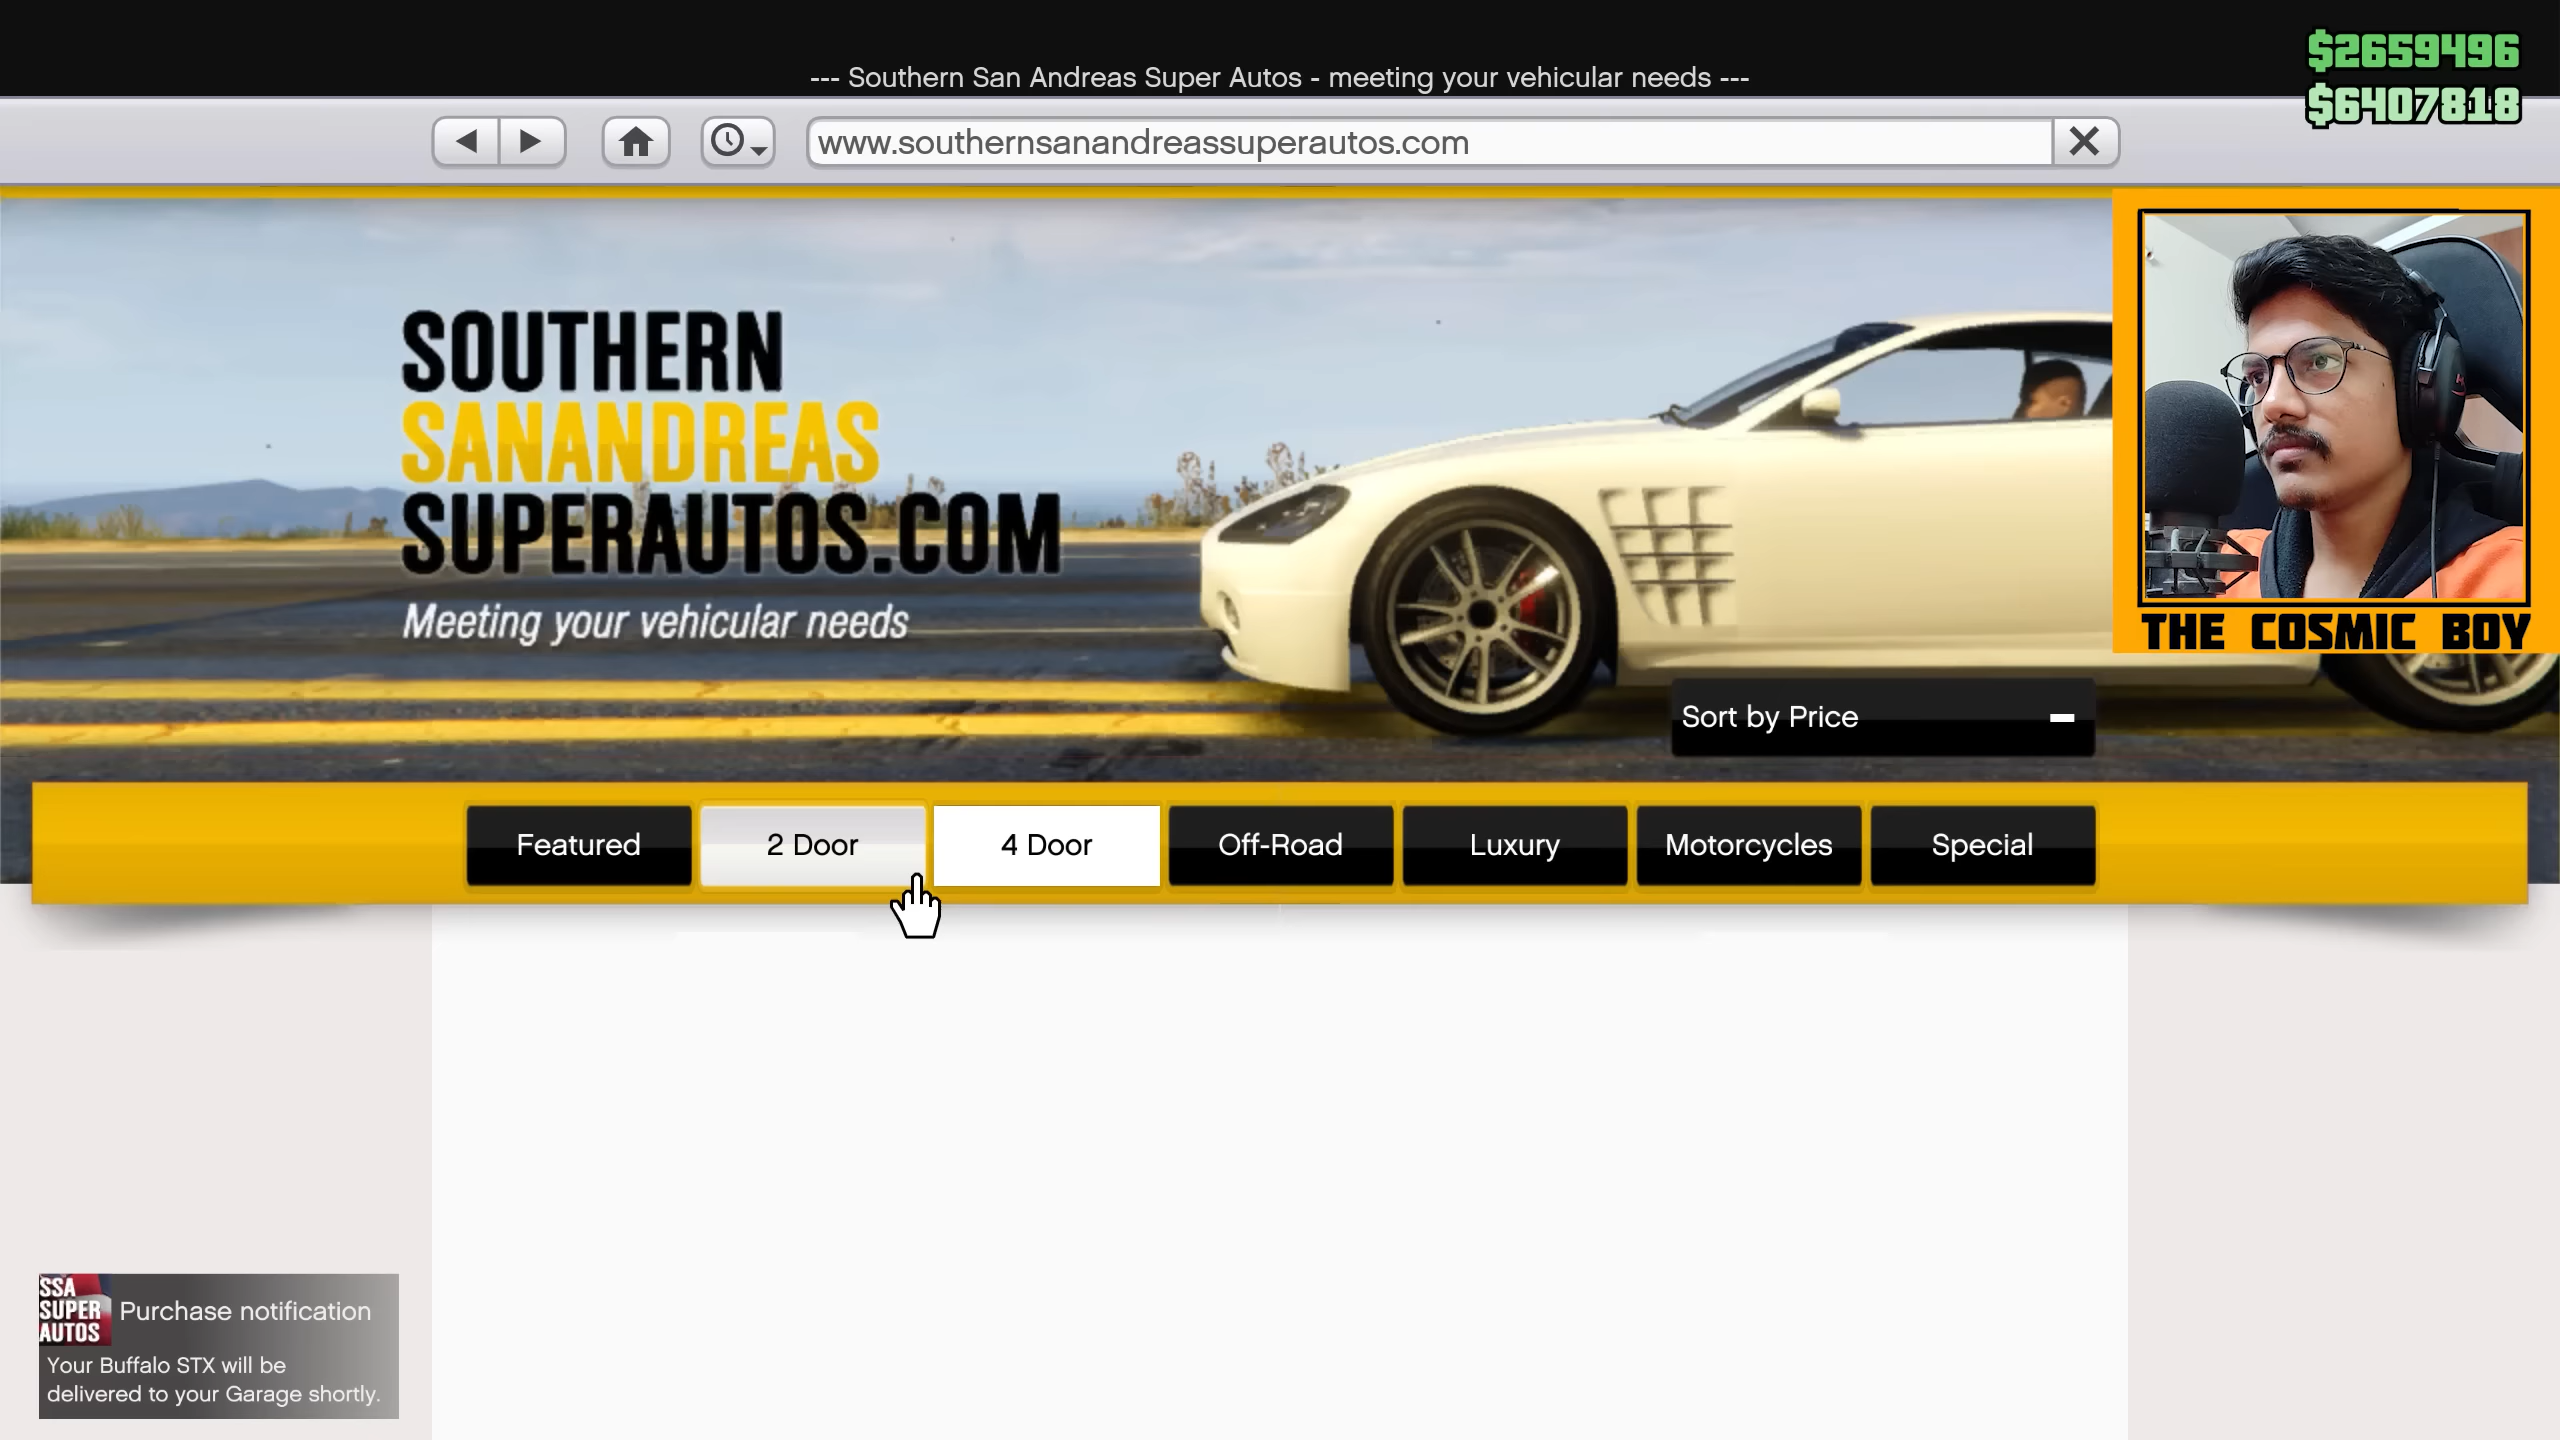 --- Southern San Andreas Super Autos - meeting your vehicular needs ---
$2659496
$6407818
www.southernsanandreassuperautos.com
SOUTHERN
SANANDREAS
SUPERAUTOS.COM
Meeting your vehicular needs
THE COSMIC BOY
Sort by Price
Featured
2 Door
4 Door
Off-Road
Luxury
Motorcycles
Special
SSA
SUPER
AUTOS
Purchase notification
Your Buffalo STX will be
delivered to your Garage shortly.